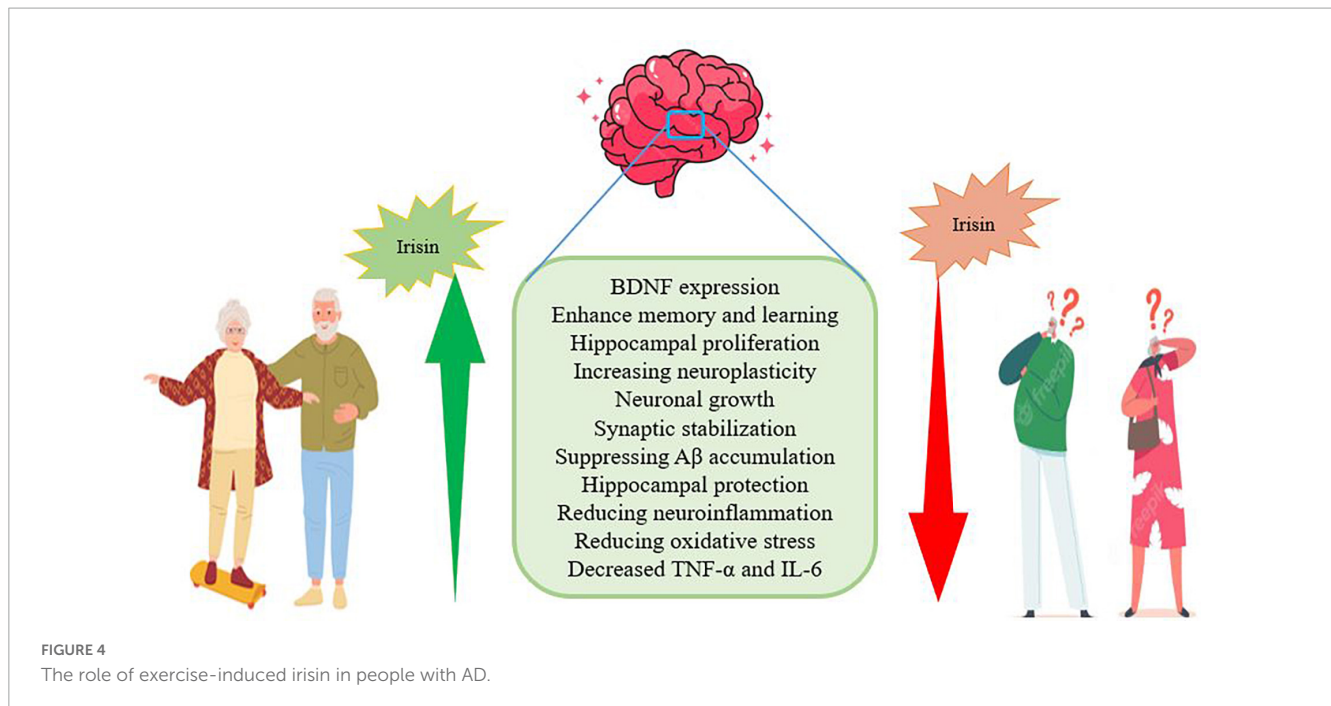 Irisin
BDNF expression
Enhance memory and learning
Hippocampal proliferation
Increasing neuroplasticity
Neuronal growth
Synaptic stabilization
Suppressing Aβ accumulation
Hippocampal protection
Reducing neuroinflammation
Reducing oxidative stress
Decreased TNF-α and IL-6
Irisin
? ? ? ?
? ?
freepik
freepik
FIGURE 4
The role of exercise-induced irisin in people with AD.